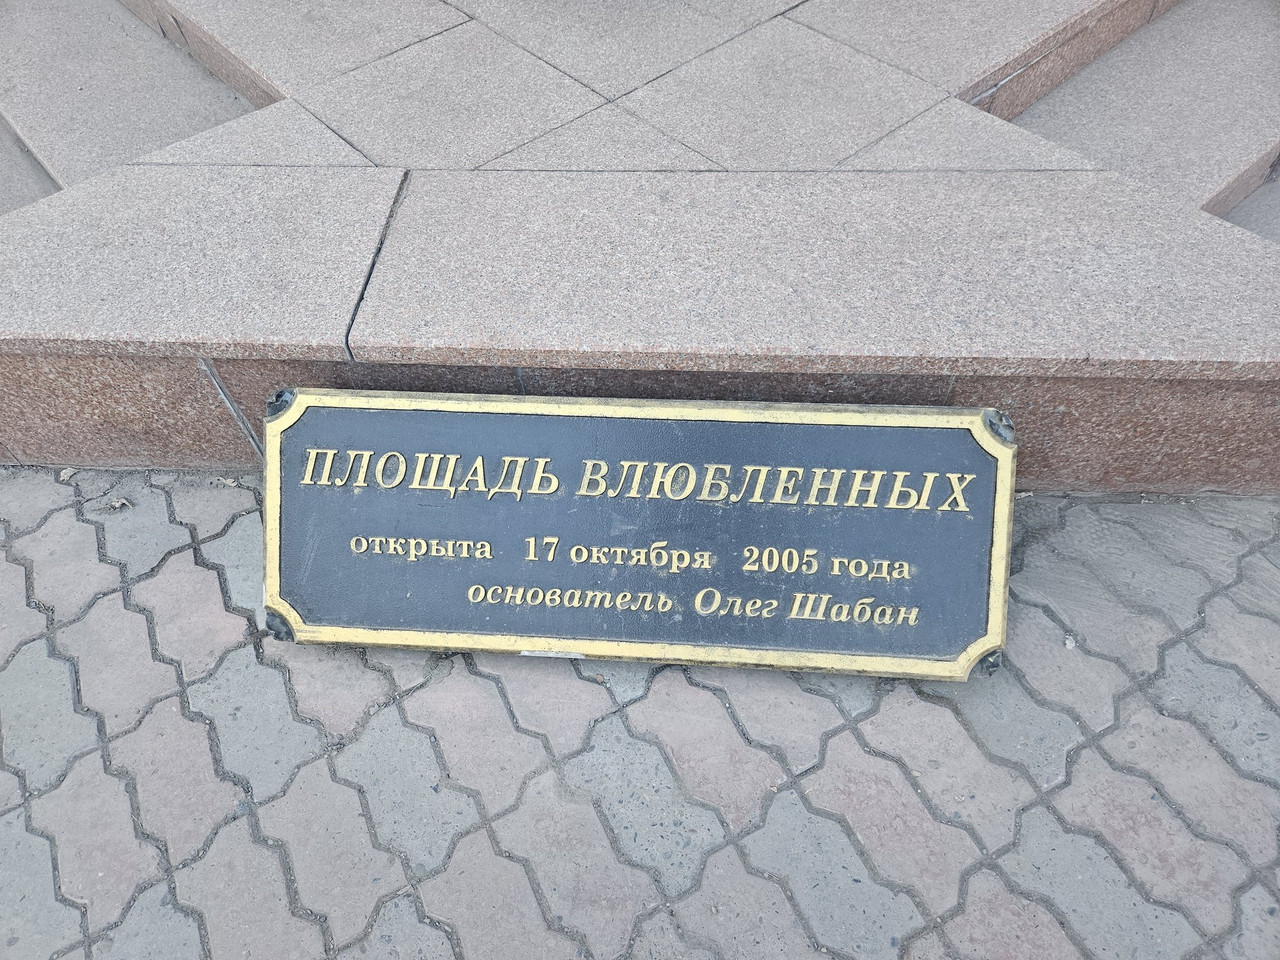 ПЛОЩАДЬ ВЛЮБЛЕННЫХ
открыта 17 октября 2005 года
основатель Олег Шабан